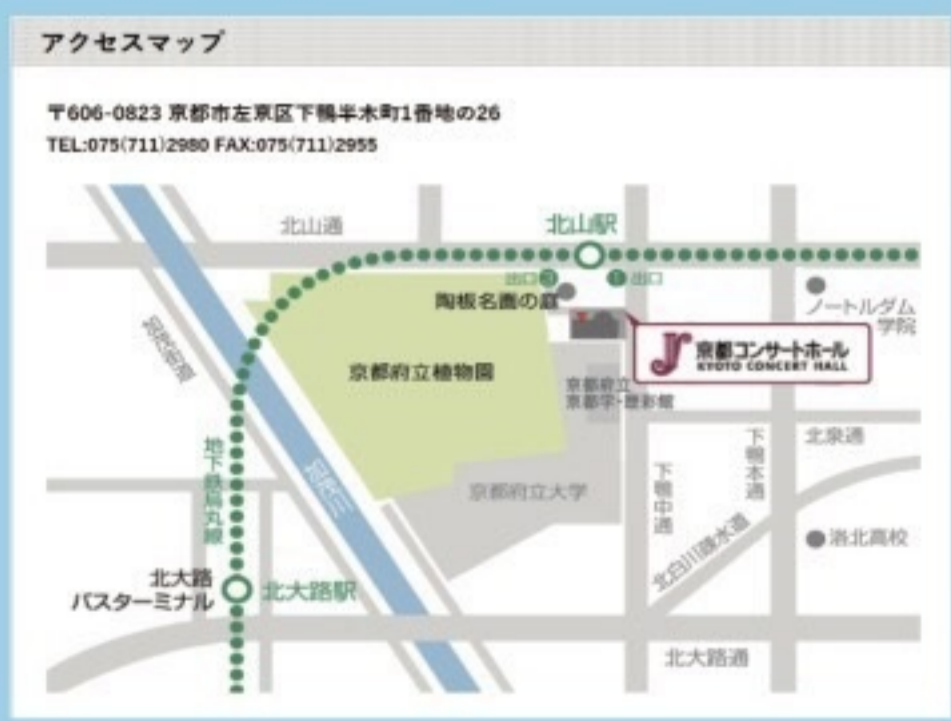 アクセスマップ
〒606-0823 京都市左京区下鴨半木町1番地の26
TEL:075(711)2980 FAX:075(711)2955
北山通
北山駅
出口3
1出口
陶板名画の庭
ノートルダム
学院
京都コンサートホール
KYOTO CONCERT HALL
京都府立植物園
京都府立
京都学・歴彩館
北泉通
下鴨本通
下鴨中通
地下鉄烏丸線
京都府立大学
北白川疎水道
洛北高校
北大路
バスターミナル
北大路駅
北大路通